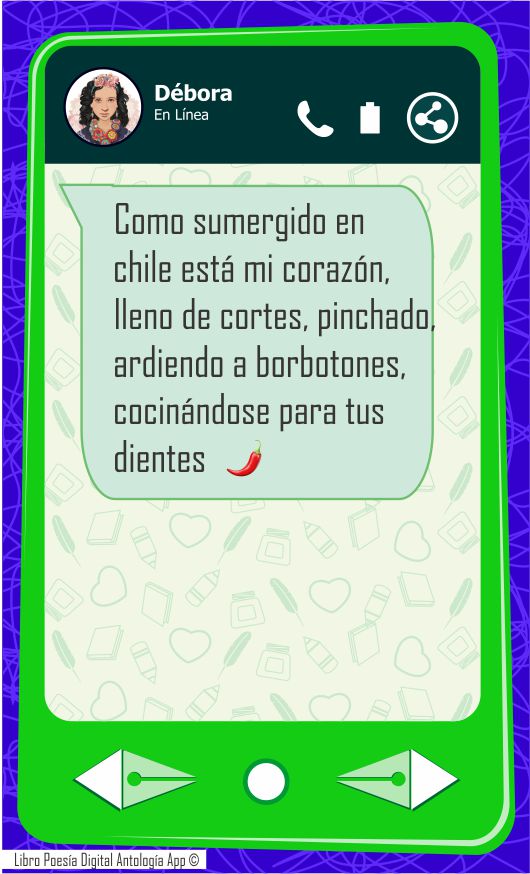 Débora
En Línea
Como sumergido en
chile está mi corazón,
lleno de cortes, pinchado,
ardiendo a borbotones,
cocinándose para tus
dientes 🌶️
Libro Poesía Digital Antología App ©